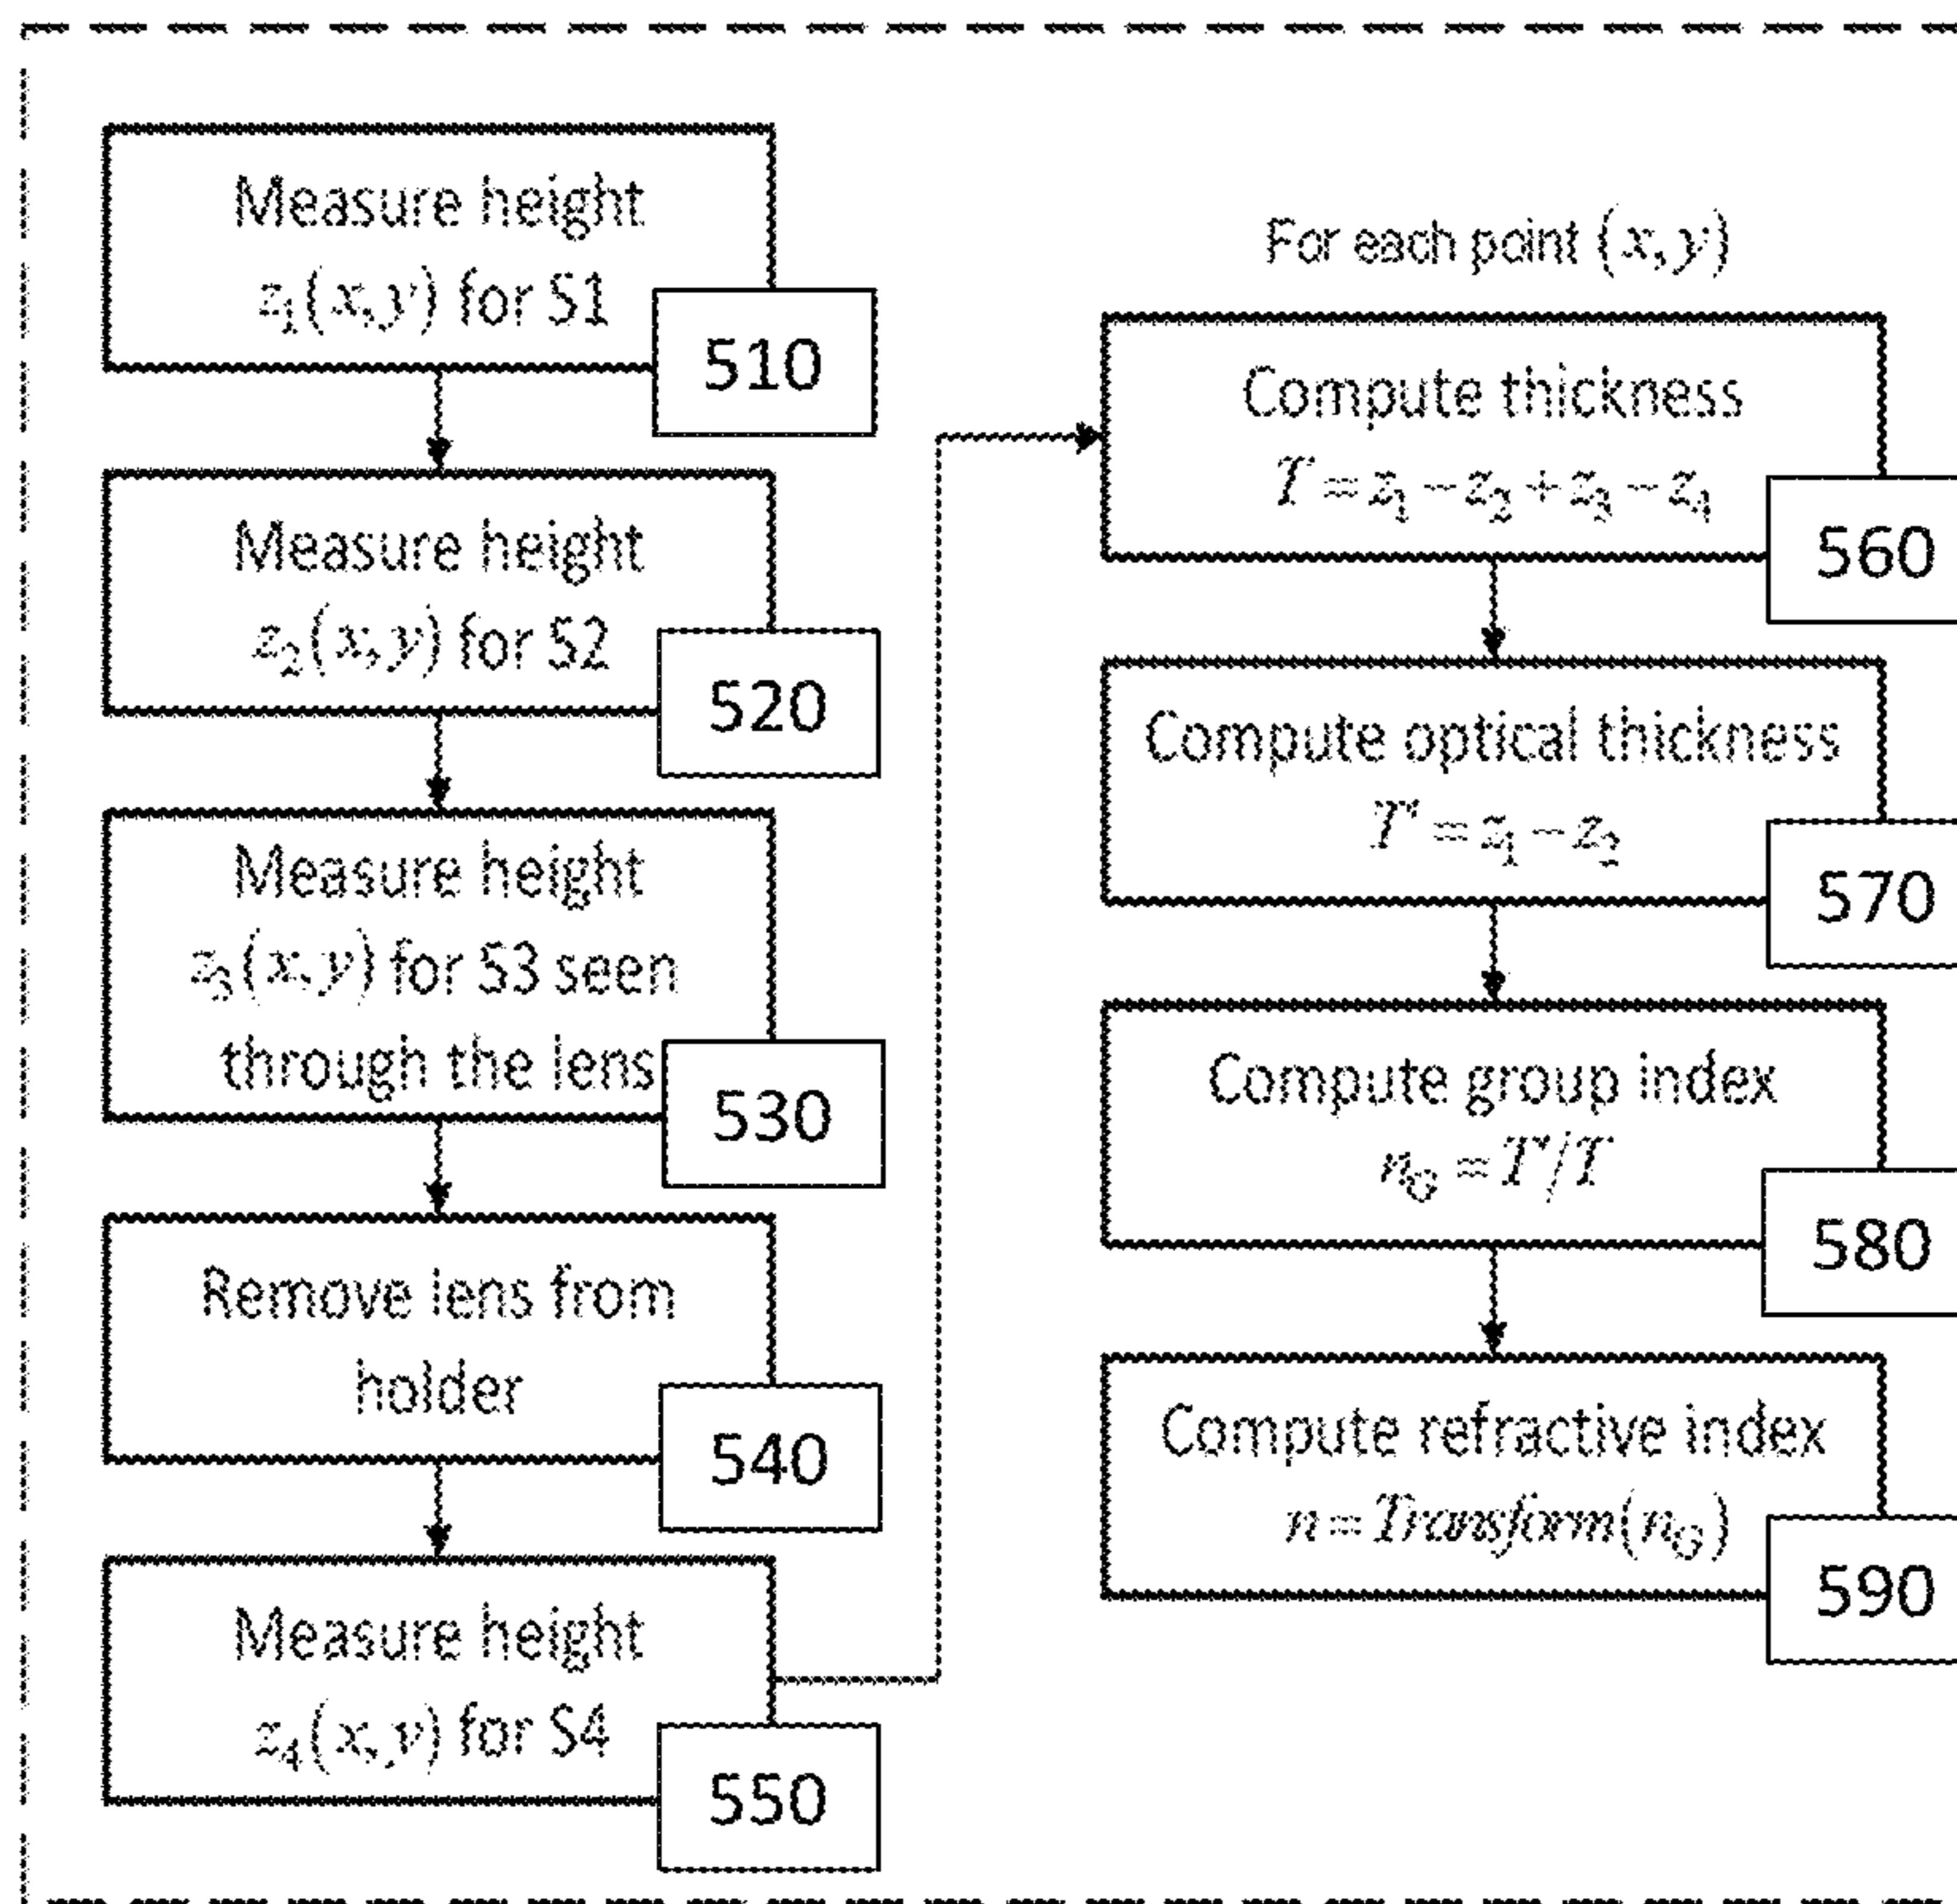 Measure height
z₁(x,y) for S1
510
Measure height
z₂(x,y) for S2
520
Measure height
z₃(x,y) for S3 seen
through the lens
530
Remove lens from
holder
540
Measure height
z₄(x,y) for S4
550
For each point (x,y)
Compute thickness
T = z₁ − z₂ + z₃ − z₄
560
Compute optical thickness
T' = z₁ − z₂
570
Compute group index
n_G = T'/T
580
Compute refractive index
n = Transform(n_G)
590